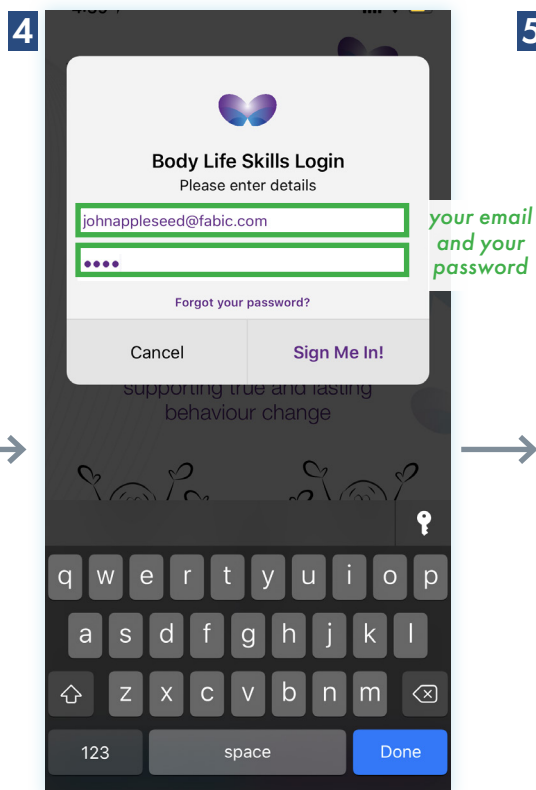 4
5
Body Life Skills Login
Please enter details
johnappleseed@fabic.com
your email
and your
password
Forgot your password?
Cancel
Sign Me In!
supporting true and lasting
behaviour change
q w e r t y u i o p
a s d f g h j k l
z x c v b n m
123
space
Done